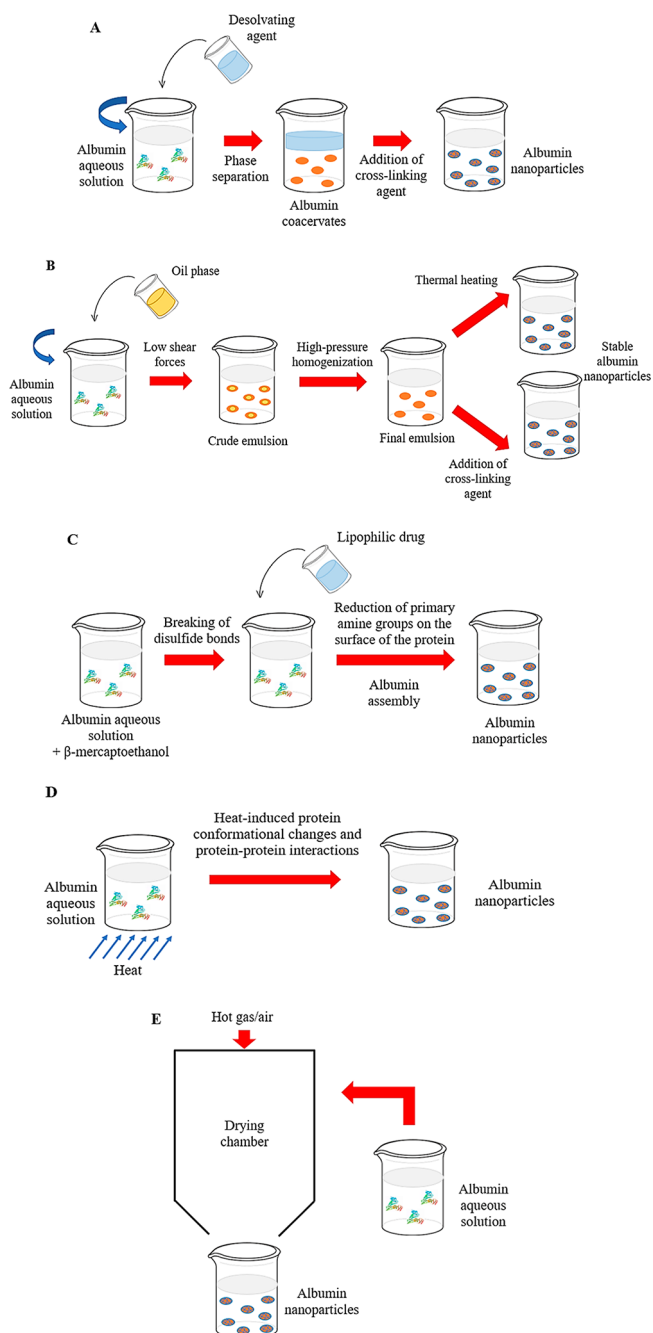 A
Desolvating
agent
Albumin
aqueous
solution
Phase
separation
Albumin
coacervates
Addition of
cross-linking
agent
Albumin
nanoparticles
B
Oil phase
Albumin
aqueous
solution
Low shear
forces
Crude emulsion
High-pressure
homogenization
Final emulsion
Thermal heating
Addition of
cross-linking
agent
Stable
albumin
nanoparticles
C
Lipophilic drug
Albumin aqueous
solution
+ β-mercaptoethanol
Breaking of
disulfide bonds
Reduction of primary
amine groups on the
surface of the protein
Albumin
assembly
Albumin
nanoparticles
D
Albumin
aqueous
solution
Heat
Heat-induced protein
conformational changes and
protein-protein interactions
Albumin
nanoparticles
E
Hot gas/air
Drying
chamber
Albumin
aqueous
solution
Albumin
nanoparticles